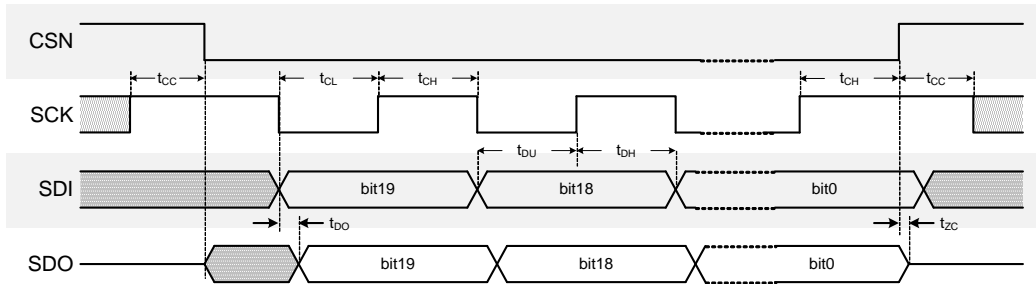 CSN
tCC tCL tCH tCH tCC
SCK
tDU tDH
SDI bit19 bit18 bit0
tDO tZC
SDO bit19 bit18 bit0